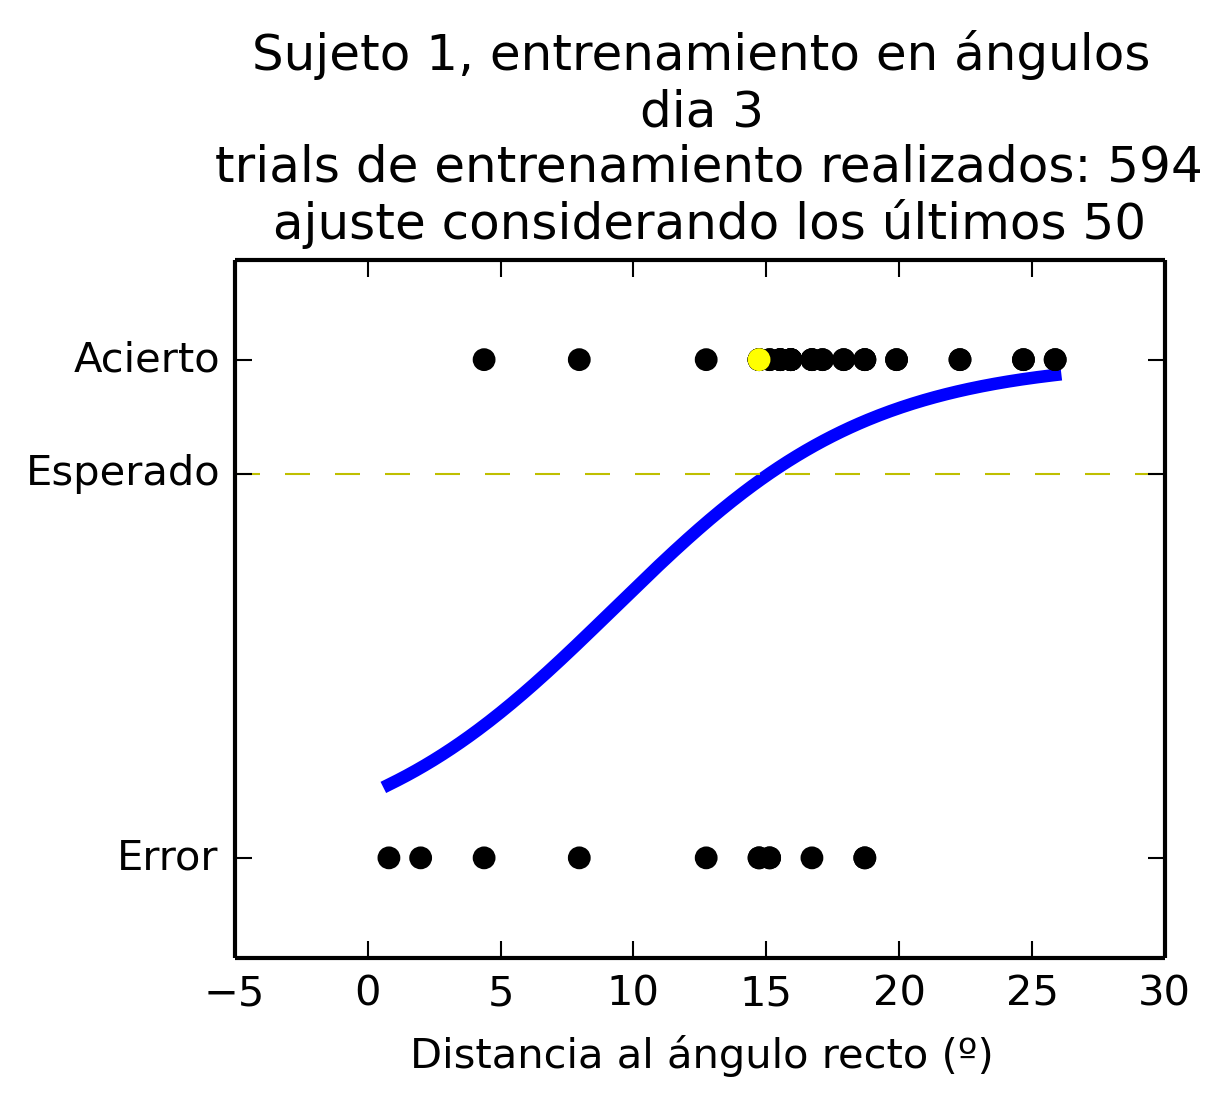 Sujeto 1, entrenamiento en ángulos
dia 3
trials de entrenamiento realizados: 594
ajuste considerando los últimos 50
Acierto
Esperado
Error
−5 0 5 10 15 20 25 30
Distancia al ángulo recto (º)